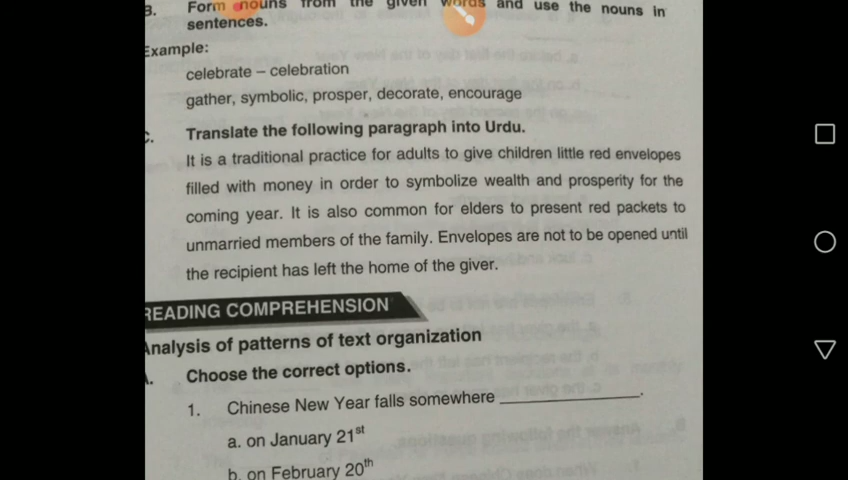 B. Form nouns from the given words and use the nouns in
sentences.
Example:
celebrate – celebration
gather, symbolic, prosper, decorate, encourage
C. Translate the following paragraph into Urdu.
It is a traditional practice for adults to give children little red envelopes
filled with money in order to symbolize wealth and prosperity for the
coming year. It is also common for elders to present red packets to
unmarried members of the family. Envelopes are not to be opened until
the recipient has left the home of the giver.
READING COMPREHENSION
Analysis of patterns of text organization
A. Choose the correct options.
1. Chinese New Year falls somewhere ________________.
a. on January 21st
b. on February 20th